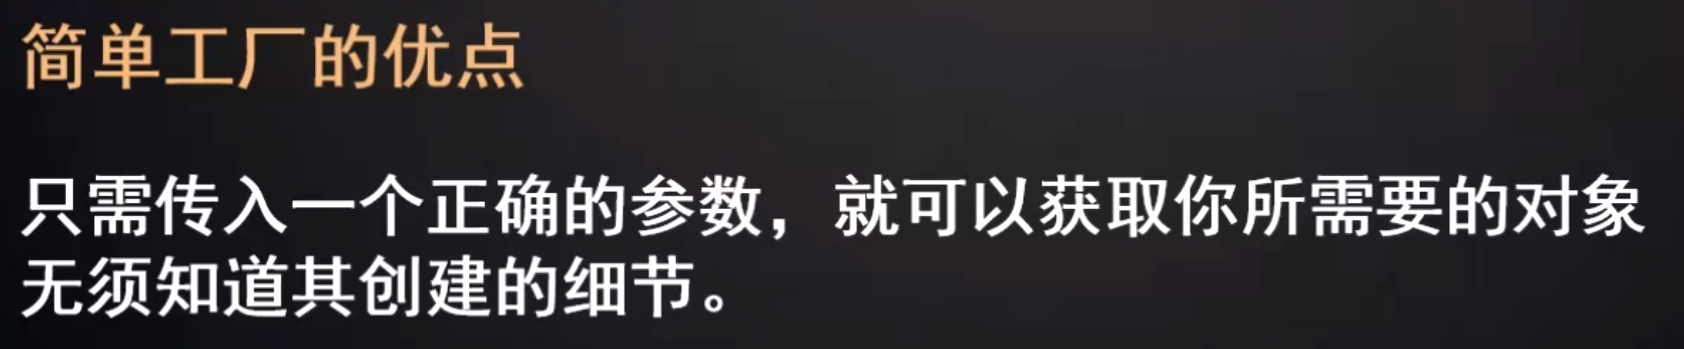 简单工厂的优点
只需传入一个正确的参数，就可以获取你所需要的对象
无须知道其创建的细节。